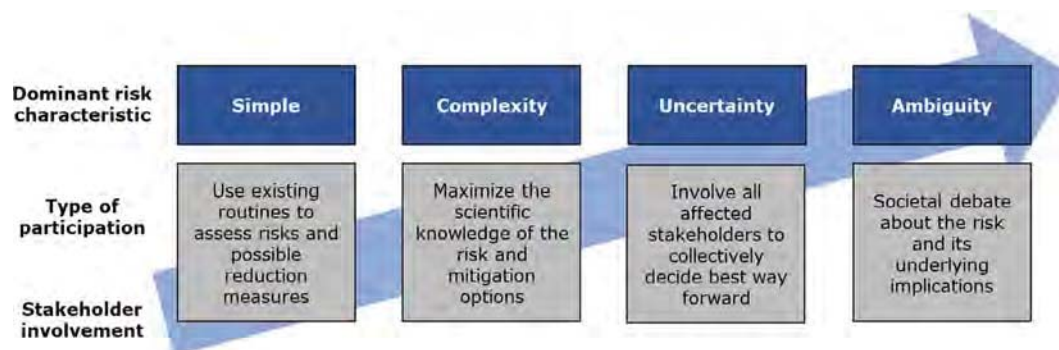 Dominant risk
characteristic
Simple
Complexity
Uncertainty
Ambiguity
Type of
participation
Use existing
routines to
assess risks and
possible
reduction
measures
Maximize the
scientific
knowledge of the
risk and
mitigation
options
Involve all
affected
stakeholders to
collectively
decide best way
forward
Societal debate
about the risk
and its
underlying
implications
Stakeholder
involvement